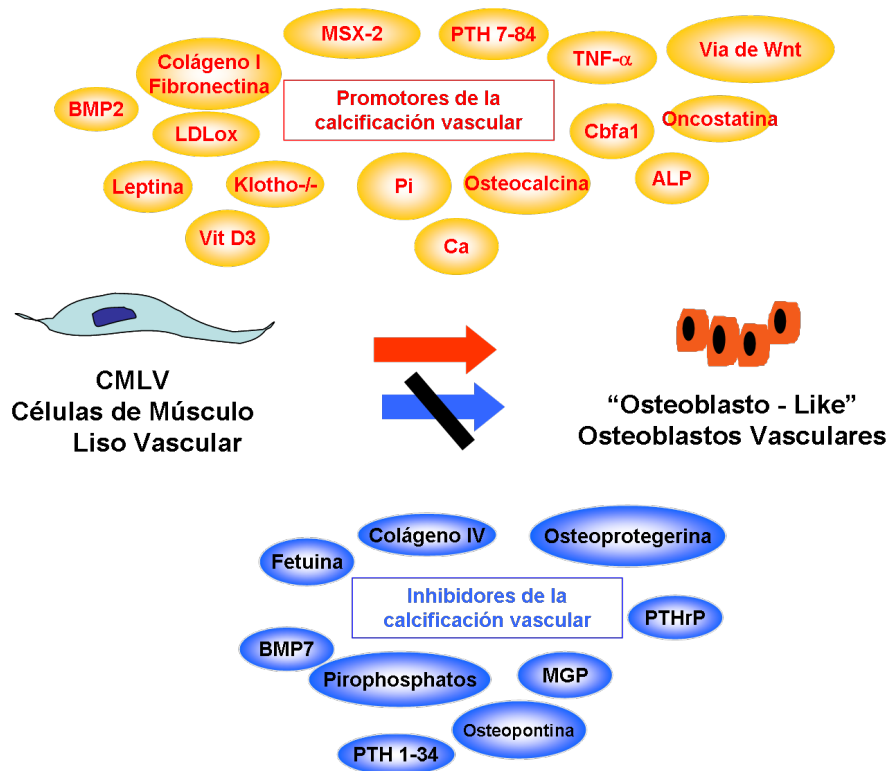 MSX-2
PTH 7-84
TNF-α
Via de Wnt
Colágeno I
Fibronectina
BMP2
LDLox
Promotores de la
calcificación vascular
Cbfa1
Oncostatina
Leptina
Klotho-/-
Pi
Osteocalcina
ALP
Vit D3
Ca
CMLV
Células de Músculo
Liso Vascular
“Osteoblasto - Like”
Osteoblastos Vasculares
Colágeno IV
Osteoprotegerina
Fetuina
Inhibidores de la
calcificación vascular
PTHrP
BMP7
Pirophosphatos
MGP
Osteopontina
PTH 1-34